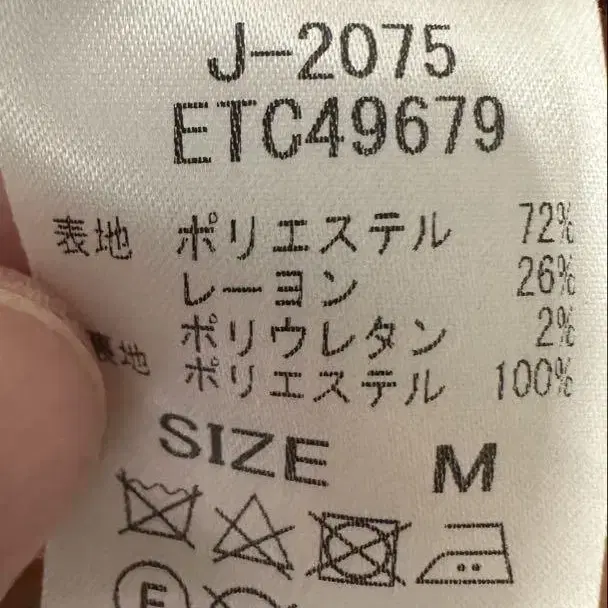 J-2075
ETC49679
表地 ポリエステル 72%
レーヨン 26%
ポリウレタン 2%
裏地 ポリエステル 100%
SIZE M
F